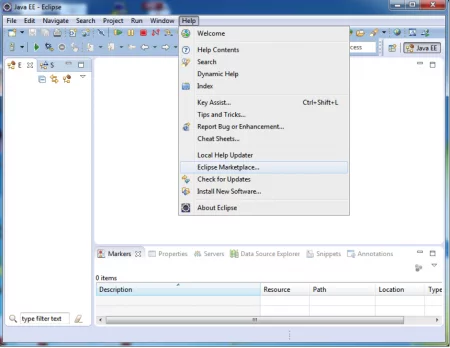 Java EE - Eclipse
File Edit Navigate Search Project Run Window Help
Welcome
Help Contents
Search
Dynamic Help
Index
Key Assist... Ctrl+Shift+L
Tips and Tricks...
Report Bug or Enhancement...
Cheat Sheets...
Local Help Updater
Eclipse Marketplace...
Check for Updates
Install New Software...
About Eclipse
Java EE
E S
Markers Properties Servers Data Source Explorer Snippets Annotations
0 items
Description Resource Path Location Type
type filter text